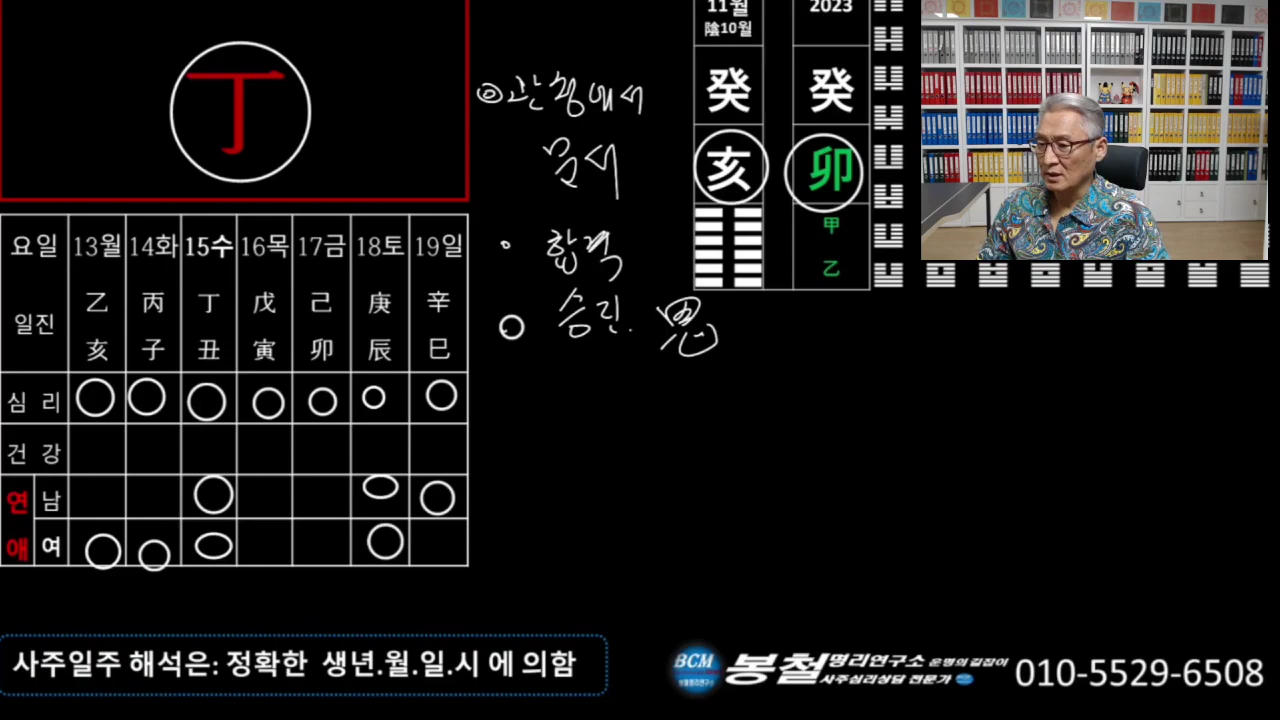 丁
요일 13월 14화 15수 16목 17금 18토 19일
일진 乙亥 丙子 丁丑 戊寅 己卯 庚辰 辛巳
심 리
건 강
연애 남
여
문서
합격
승진.
11월 2023
陰10월
癸 癸
亥 卯
甲
乙
사주일주 해석은: 정확한 생년.월.일.시 에 의함
BCM
봉철 명리연구소 운명의길잡이
사주심리상담 전문가
010-5529-6508